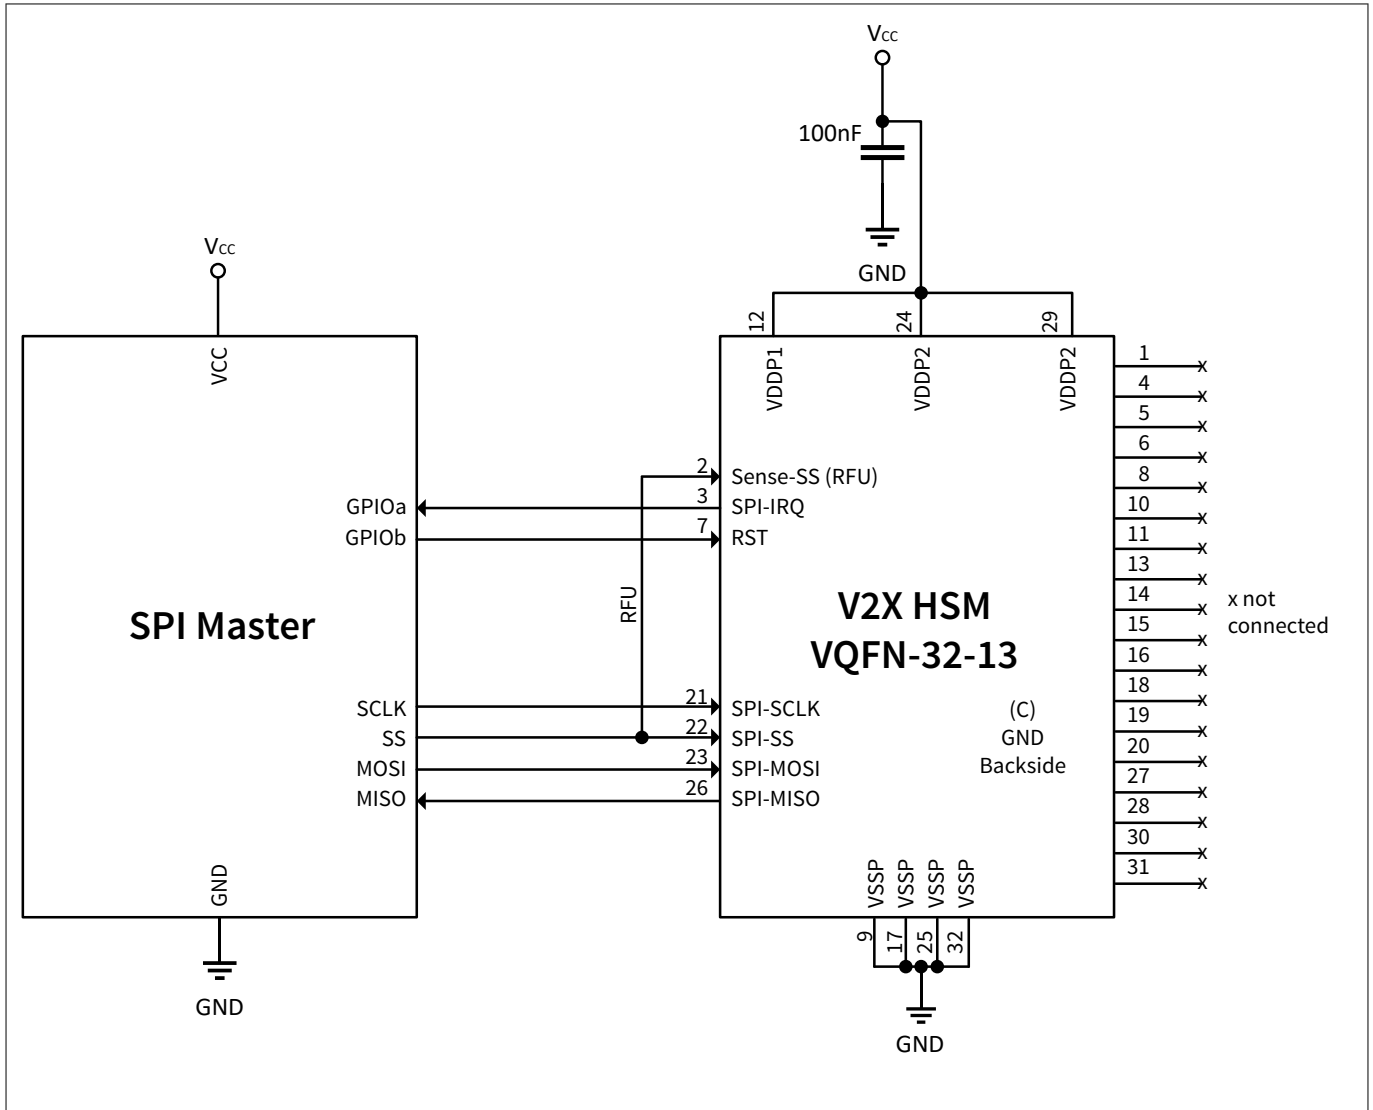 VCC
100nF
GND
VCC
12
24
29
VCC
VDDP1
VDDP2
VDDP2
1
x
4
x
5
x
6
x
8
x
10
x
11
x
13
x
14
x
15
x
16
x
18
x
19
x
20
x
27
x
28
x
30
x
31
x
x not
connected
2
Sense-SS (RFU)
GPIOa
3
SPI-IRQ
GPIOb
7
RST
RFU
SPI Master
V2X HSM
VQFN-32-13
SCLK
21
SPI-SCLK
SS
22
SPI-SS
MOSI
23
SPI-MOSI
MISO
26
SPI-MISO
(C)
GND
Backside
GND
VSSP
VSSP
VSSP
VSSP
9
17
25
32
GND
GND